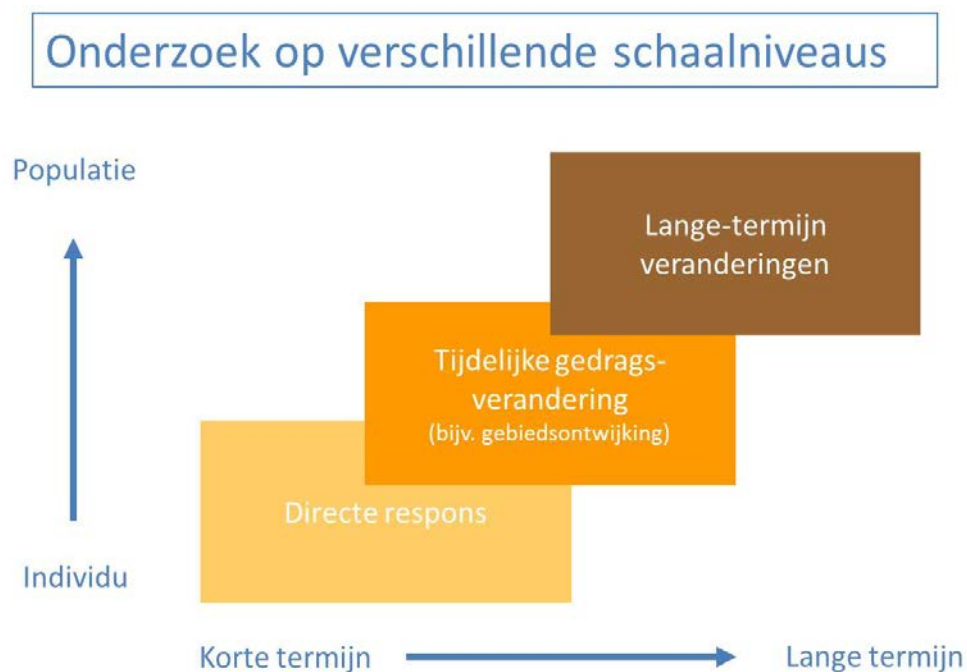 Onderzoek op verschillende schaalniveaus
Populatie
Lange-termijn
veranderingen
Tijdelijke gedrags-
verandering
(bijv. gebiedsontwijking)
Directe respons
Individu
Korte termijn
Lange termijn